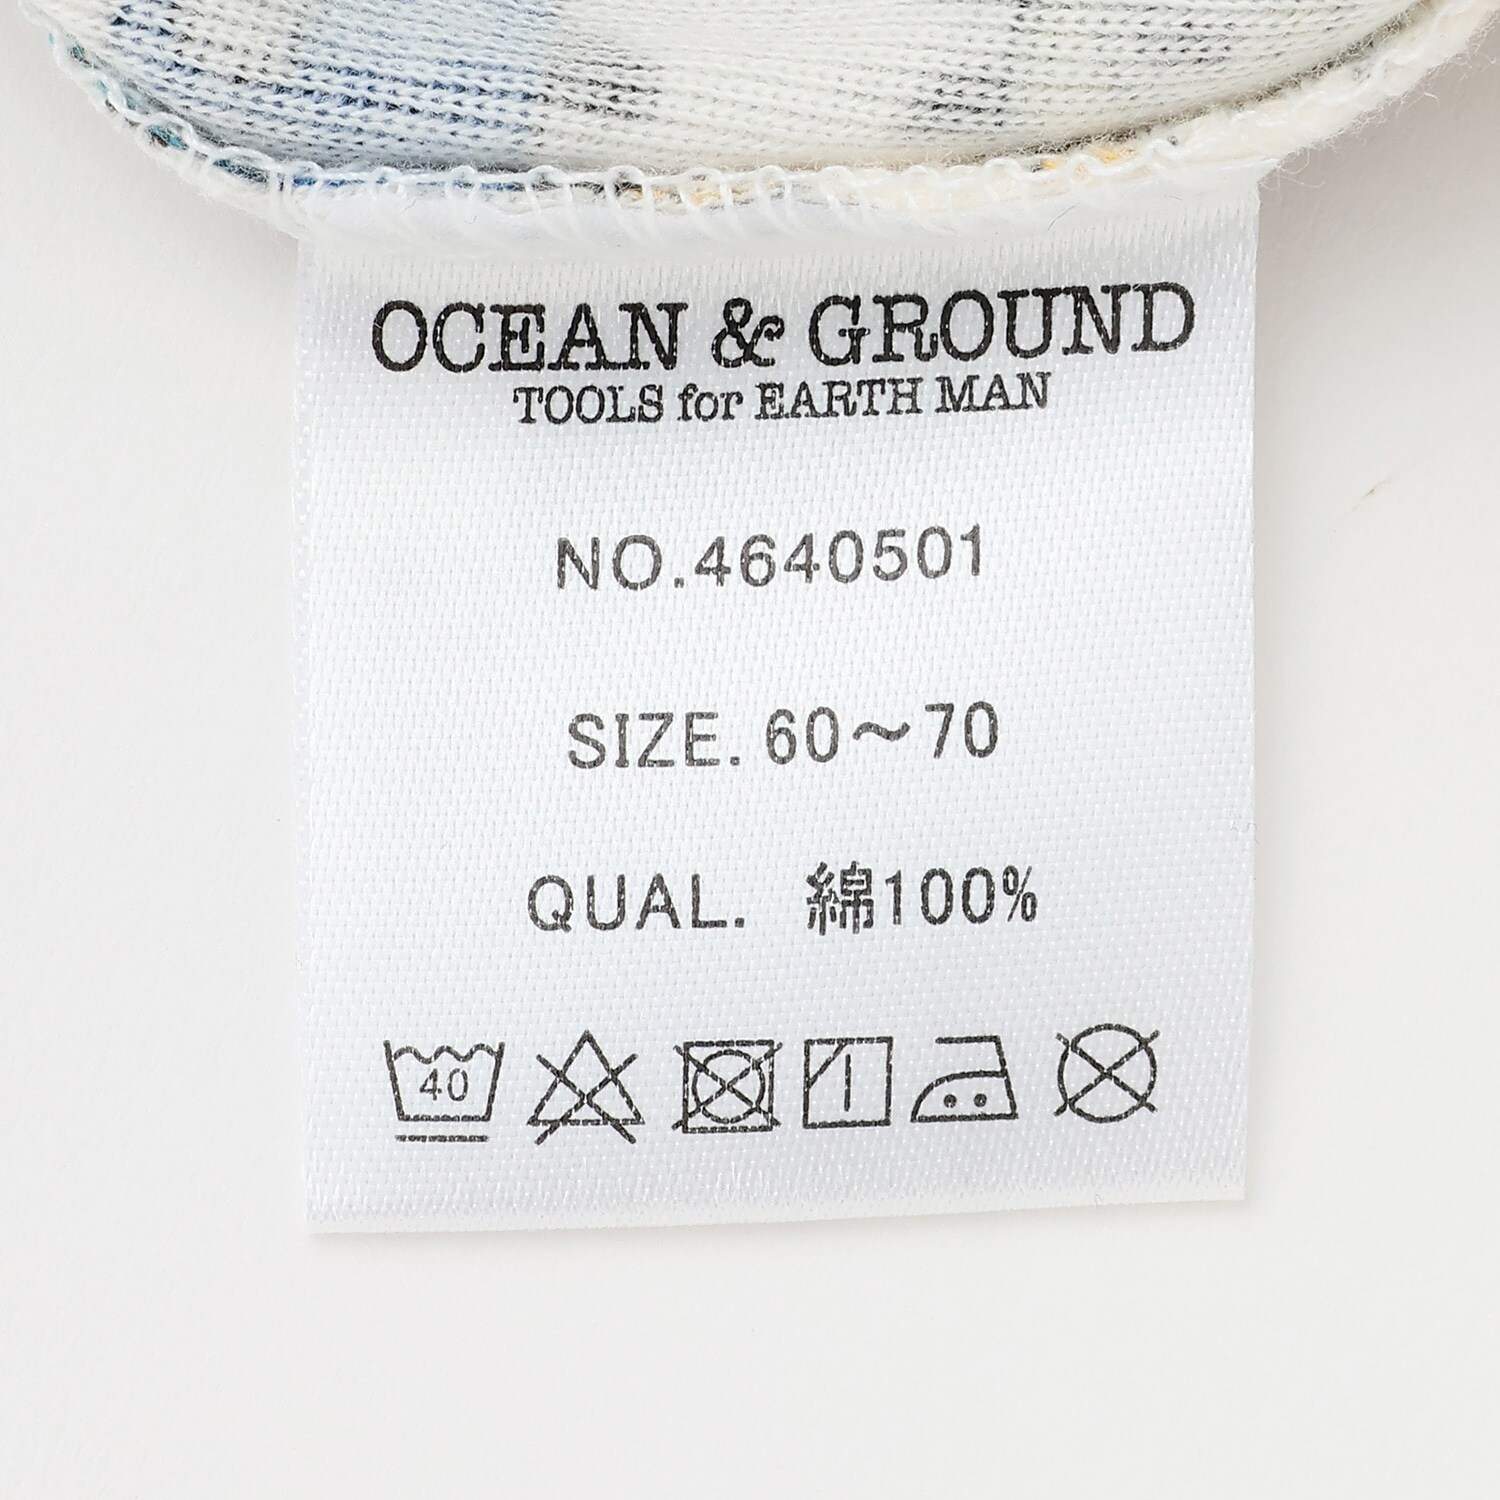 OCEAN & GROUND
TOOLS for EARTH MAN
NO.4640501
SIZE. 60〜70
QUAL. 綿100%
40